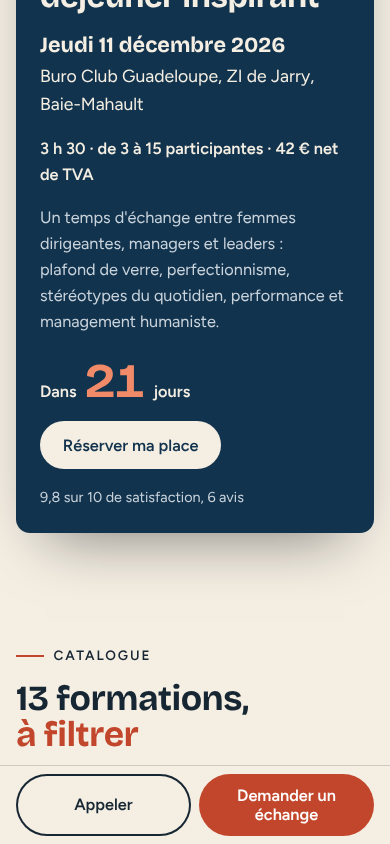 déjeuner inspirant
Jeudi 11 décembre 2026
Buro Club Guadeloupe, ZI de Jarry,
Baie-Mahault
3 h 30 · de 3 à 15 participantes · 42 € net
de TVA
Un temps d'échange entre femmes
dirigeantes, managers et leaders :
plafond de verre, perfectionnisme,
stéréotypes du quotidien, performance et
management humaniste.
Dans 21 jours
Réserver ma place
9,8 sur 10 de satisfaction, 6 avis
CATALOGUE
13 formations,
à filtrer
Appeler
Demander un
échange